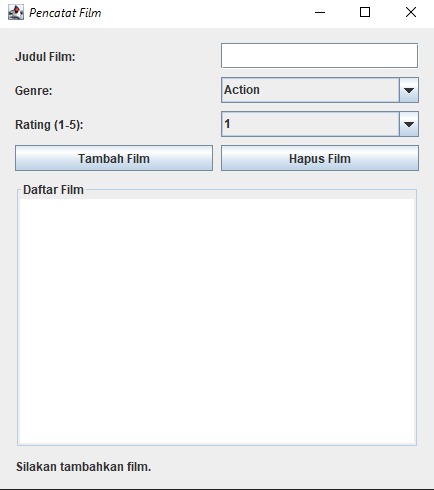 Pencatat Film
Judul Film:
Genre: Action
Rating (1-5): 1
Tambah Film Hapus Film
Daftar Film
Silakan tambahkan film.